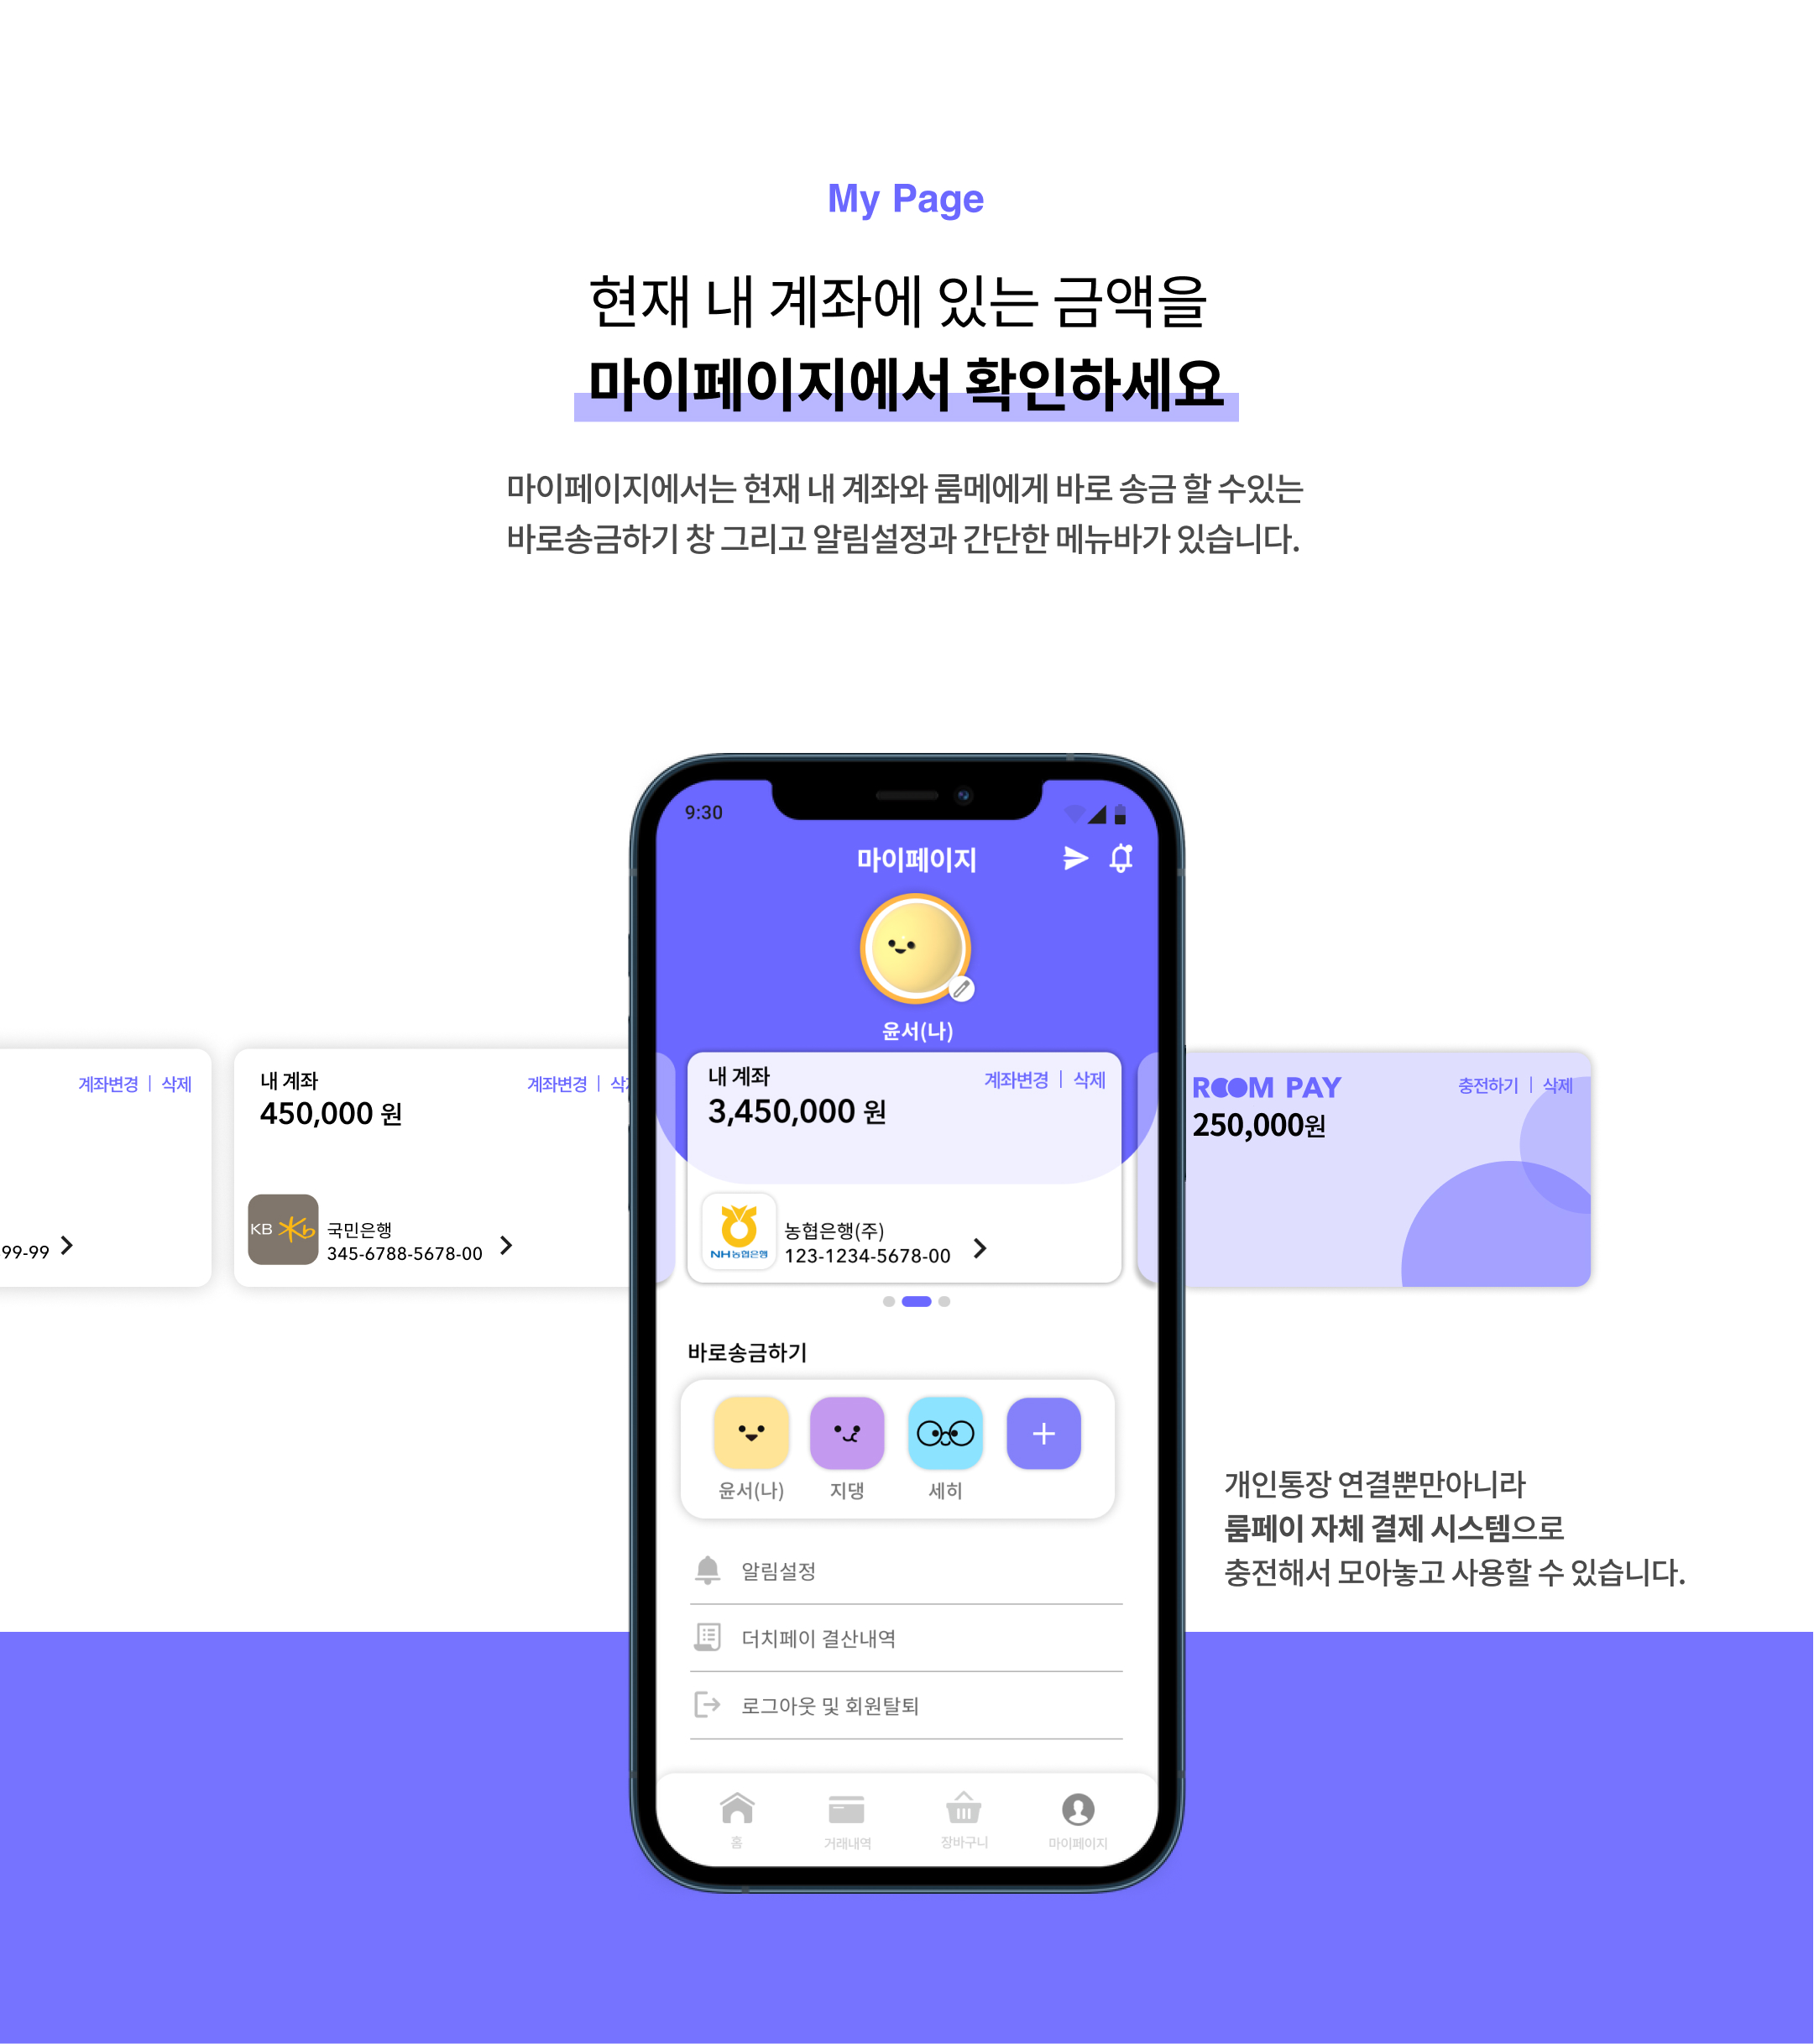 My Page
현재 내 계좌에 있는 금액을
마이페이지에서 확인하세요
마이페이지에서는 현재 내 계좌와 룸메에게 바로 송금 할 수있는
바로송금하기 창 그리고 알림설정과 간단한 메뉴바가 있습니다.
9:30
마이페이지
윤서(나)
계좌변경 | 삭제
99-99
내 계좌
계좌변경 |
450,000 원
KB
국민은행
345-6788-5678-00
내 계좌
계좌변경 | 삭제
3,450,000 원
NH농협은행
농협은행(주)
123-1234-5678-00
ROOM PAY
충전하기 | 삭제
250,000원
바로송금하기
윤서(나)
지댕
세히
개인통장 연결뿐만아니라
룸페이 자체 결제 시스템으로
충전해서 모아놓고 사용할 수 있습니다.
알림설정
더치페이 결산내역
로그아웃 및 회원탈퇴
홈
거래내역
장바구니
마이페이지